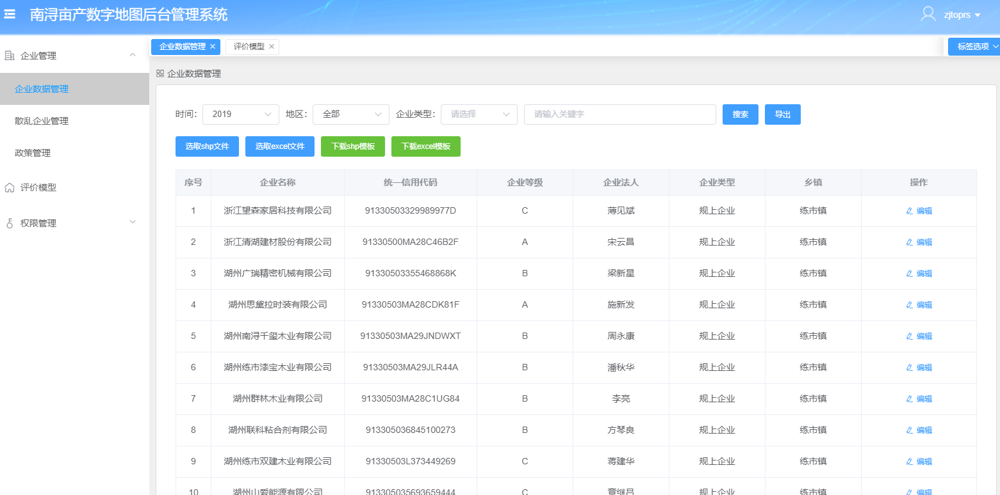 南浔亩产数字地图后台管理系统
zjtoprs
企业管理
企业数据管理
散乱企业管理
政策管理
评价模型
权限管理
企业数据管理 × 评价模型 ×
标签选项
企业数据管理
时间: 2019 地区: 全部 企业类型: 请选择 请输入关键字 搜索 导出
选取shp文件 选取excel文件 下载shp模板 下载excel模板
序号 企业名称 统一信用代码 企业等级 企业法人 企业类型 乡镇 操作
1 浙江望森家居科技有限公司 91330503329989977D C 薄见斌 规上企业 练市镇 编辑
2 浙江清湖建材股份有限公司 91330500MA28C46B2F A 宋云昌 规上企业 练市镇 编辑
3 湖州广瑞精密机械有限公司 91330503355468868K B 梁新星 规上企业 练市镇 编辑
4 湖州思黛拉时装有限公司 91330503MA28CDK81F A 施新发 规上企业 练市镇 编辑
5 湖州南浔千玺木业有限公司 91330503MA29JNDWXT B 周永康 规上企业 练市镇 编辑
6 湖州练市漆宝木业有限公司 91330503MA29JLR44A B 潘秋华 规上企业 练市镇 编辑
7 湖州群林木业有限公司 91330503MA28C1UG84 B 李亮 规上企业 练市镇 编辑
8 湖州联科粘合剂有限公司 913305036845100273 B 方琴良 规上企业 练市镇 编辑
9 湖州练市双建木业有限公司 91330503L373449269 C 蒋建华 规上企业 练市镇 编辑
10 湖州山爱能源有限公司 913305035693659444 C 章继昌 规上企业 练市镇 编辑